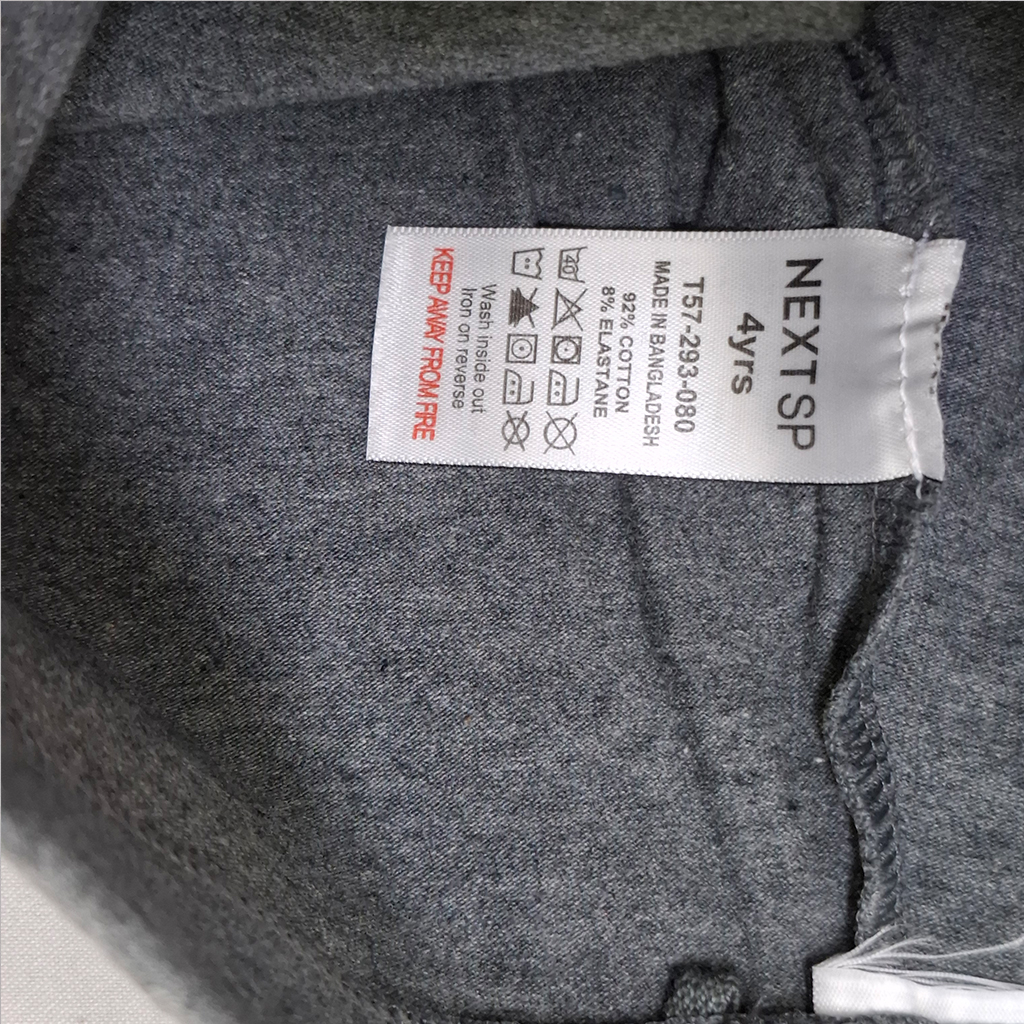 NEXT SP
4yrs
T57-293-080
MADE IN BANGLADESH
92% COTTON
8% ELASTANE
40
Wash inside out
Iron on reverse
KEEP AWAY FROM FIRE